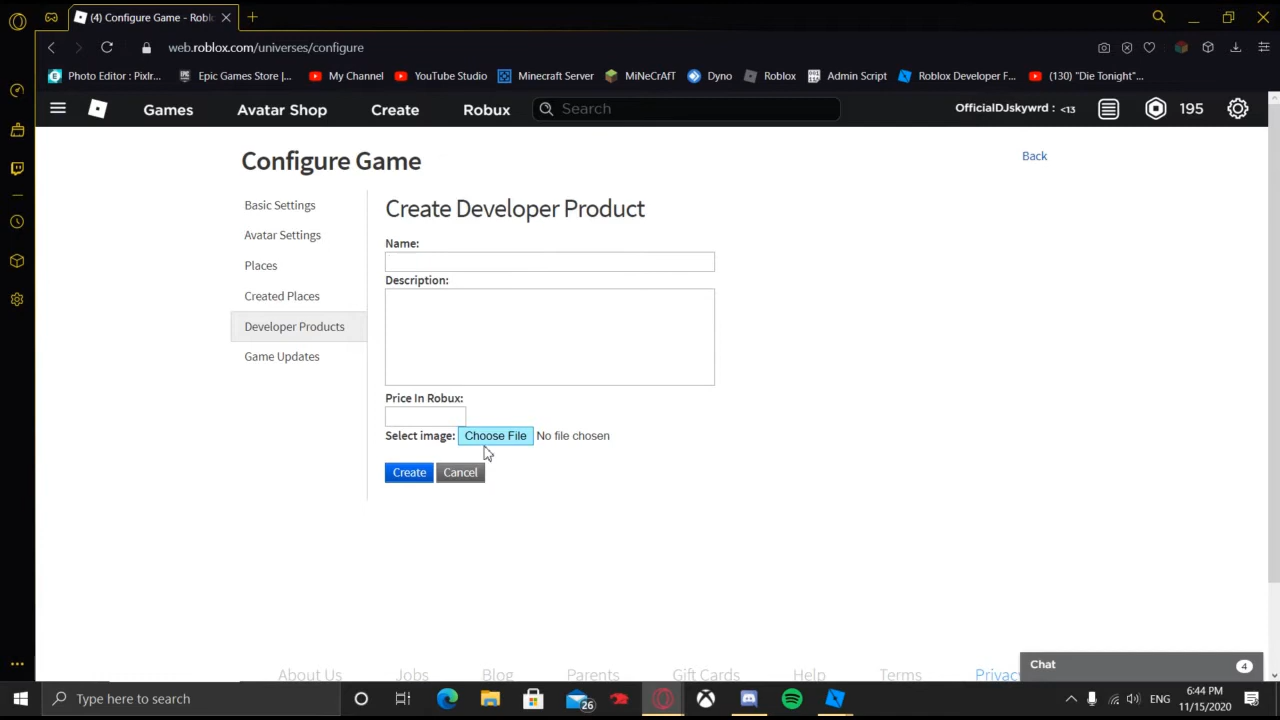 (4) Configure Game - Roblo
web.roblox.com/universes/configure
Photo Editor : Pixlr...
Epic Games Store |...
My Channel
YouTube Studio
Minecraft Server
MiNeCrAfT
Dyno
Roblox
Admin Script
Roblox Developer F...
(130) "Die Tonight"...
Games
Avatar Shop
Create
Robux
Search
OfficialDJskywrd : <13
195
Configure Game
Back
Basic Settings
Avatar Settings
Places
Created Places
Developer Products
Game Updates
Create Developer Product
Name:
Description:
Price In Robux:
Select image: Choose File No file chosen
Create Cancel
About Us
Jobs
Blog
Parents
Gift Cards
Help
Terms
Privac
Chat 4
Type here to search
26
ENG
6:44 PM
11/15/2020